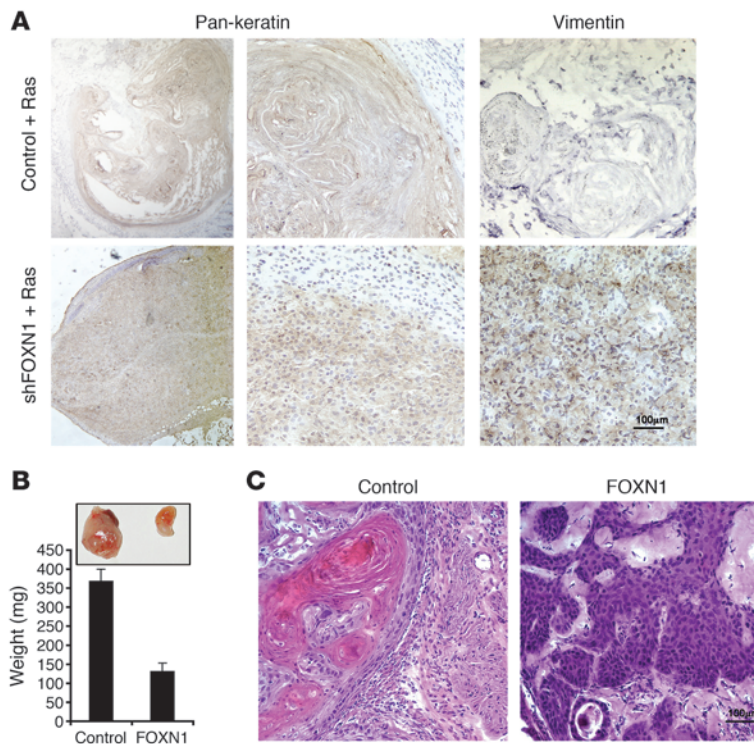 A
Pan-keratin
Vimentin
Control + Ras
shFOXN1 + Ras
100μm
B
C
Control
FOXN1
Weight (mg)
450
400
350
300
250
200
150
100
50
0
Control
FOXN1
100μm